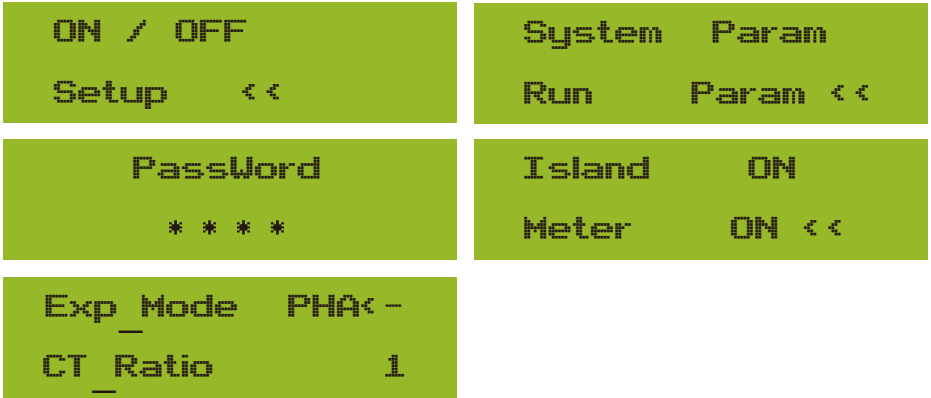 ON / OFF
Setup <<
System Param
Run Param <<
PassWord
* * * *
Island ON
Meter ON <<
Exp_Mode PHA<-
CT_Ratio 1